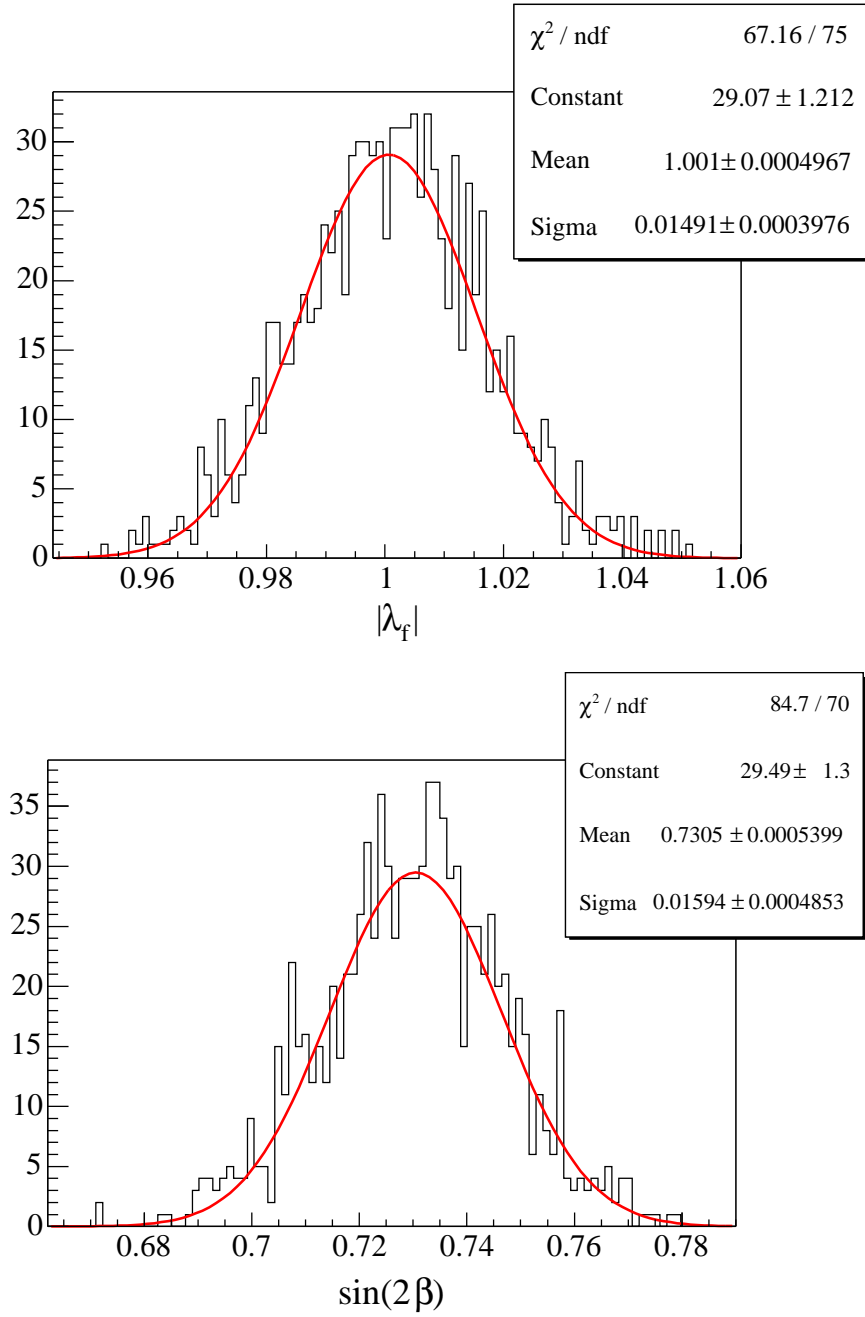 χ² / ndf 67.16 / 75
Constant 29.07 ± 1.212
Mean 1.001 ± 0.0004967
Sigma 0.01491 ± 0.0003976
30
25
20
15
10
5
0
0.96 0.98 1 1.02 1.04 1.06
|λf|
χ² / ndf 84.7 / 70
Constant 29.49 ± 1.3
Mean 0.7305 ± 0.0005399
Sigma 0.01594 ± 0.0004853
35
30
25
20
15
10
5
0
0.68 0.7 0.72 0.74 0.76 0.78
sin(2β)